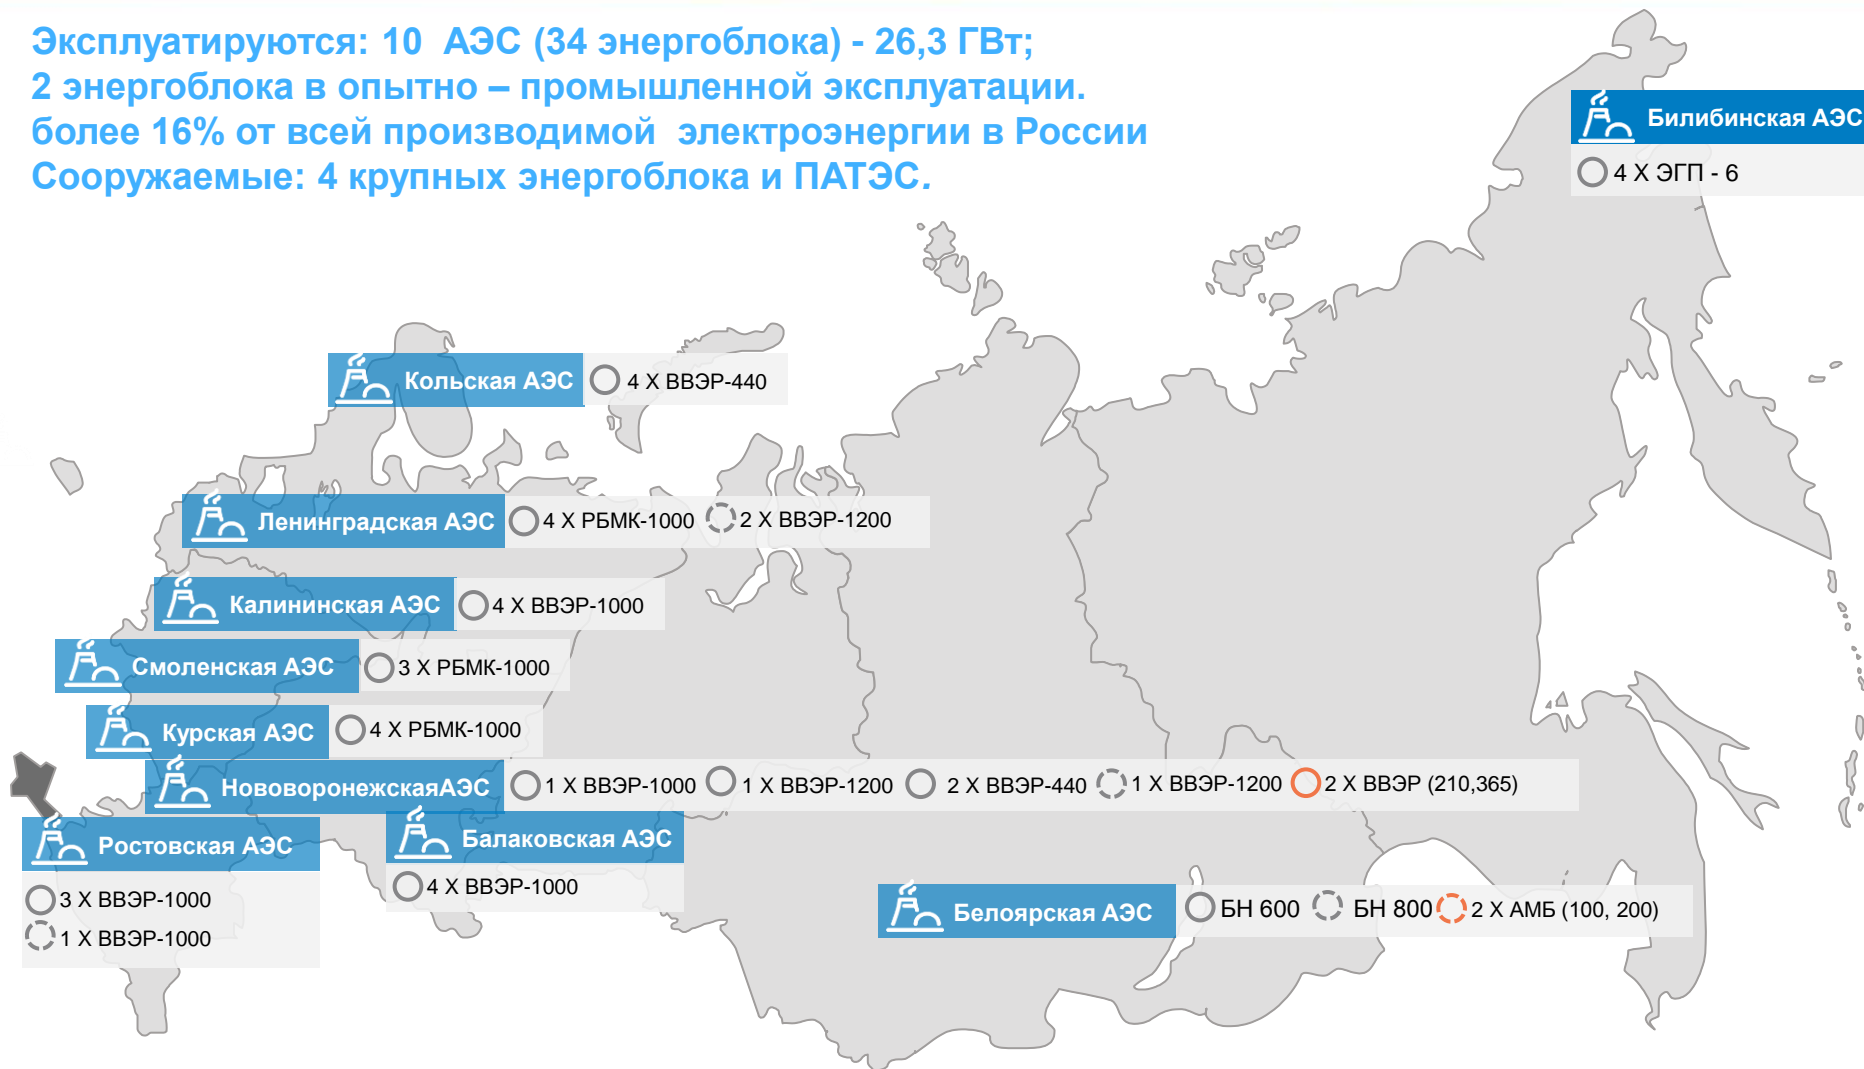 Эксплуатируются: 10 АЭС (34 энергоблока) - 26,3 ГВт;
2 энергоблока в опытно – промышленной эксплуатации.
более 16% от всей производимой электроэнергии в России
Сооружаемые: 4 крупных энергоблока и ПАТЭС.
Билибинская АЭС
4 Х ЭГП - 6
Кольская АЭС
4 Х ВВЭР-440
Ленинградская АЭС
4 Х РБМК-1000
2 Х ВВЭР-1200
Калининская АЭС
4 Х ВВЭР-1000
Смоленская АЭС
3 Х РБМК-1000
Курская АЭС
4 Х РБМК-1000
НововоронежскаяАЭС
1 Х ВВЭР-1000
1 Х ВВЭР-1200
2 Х ВВЭР-440
1 Х ВВЭР-1200
2 Х ВВЭР (210,365)
Ростовская АЭС
3 Х ВВЭР-1000
1 Х ВВЭР-1000
Балаковская АЭС
4 Х ВВЭР-1000
Белоярская АЭС
БН 600
БН 800
2 Х АМБ (100, 200)